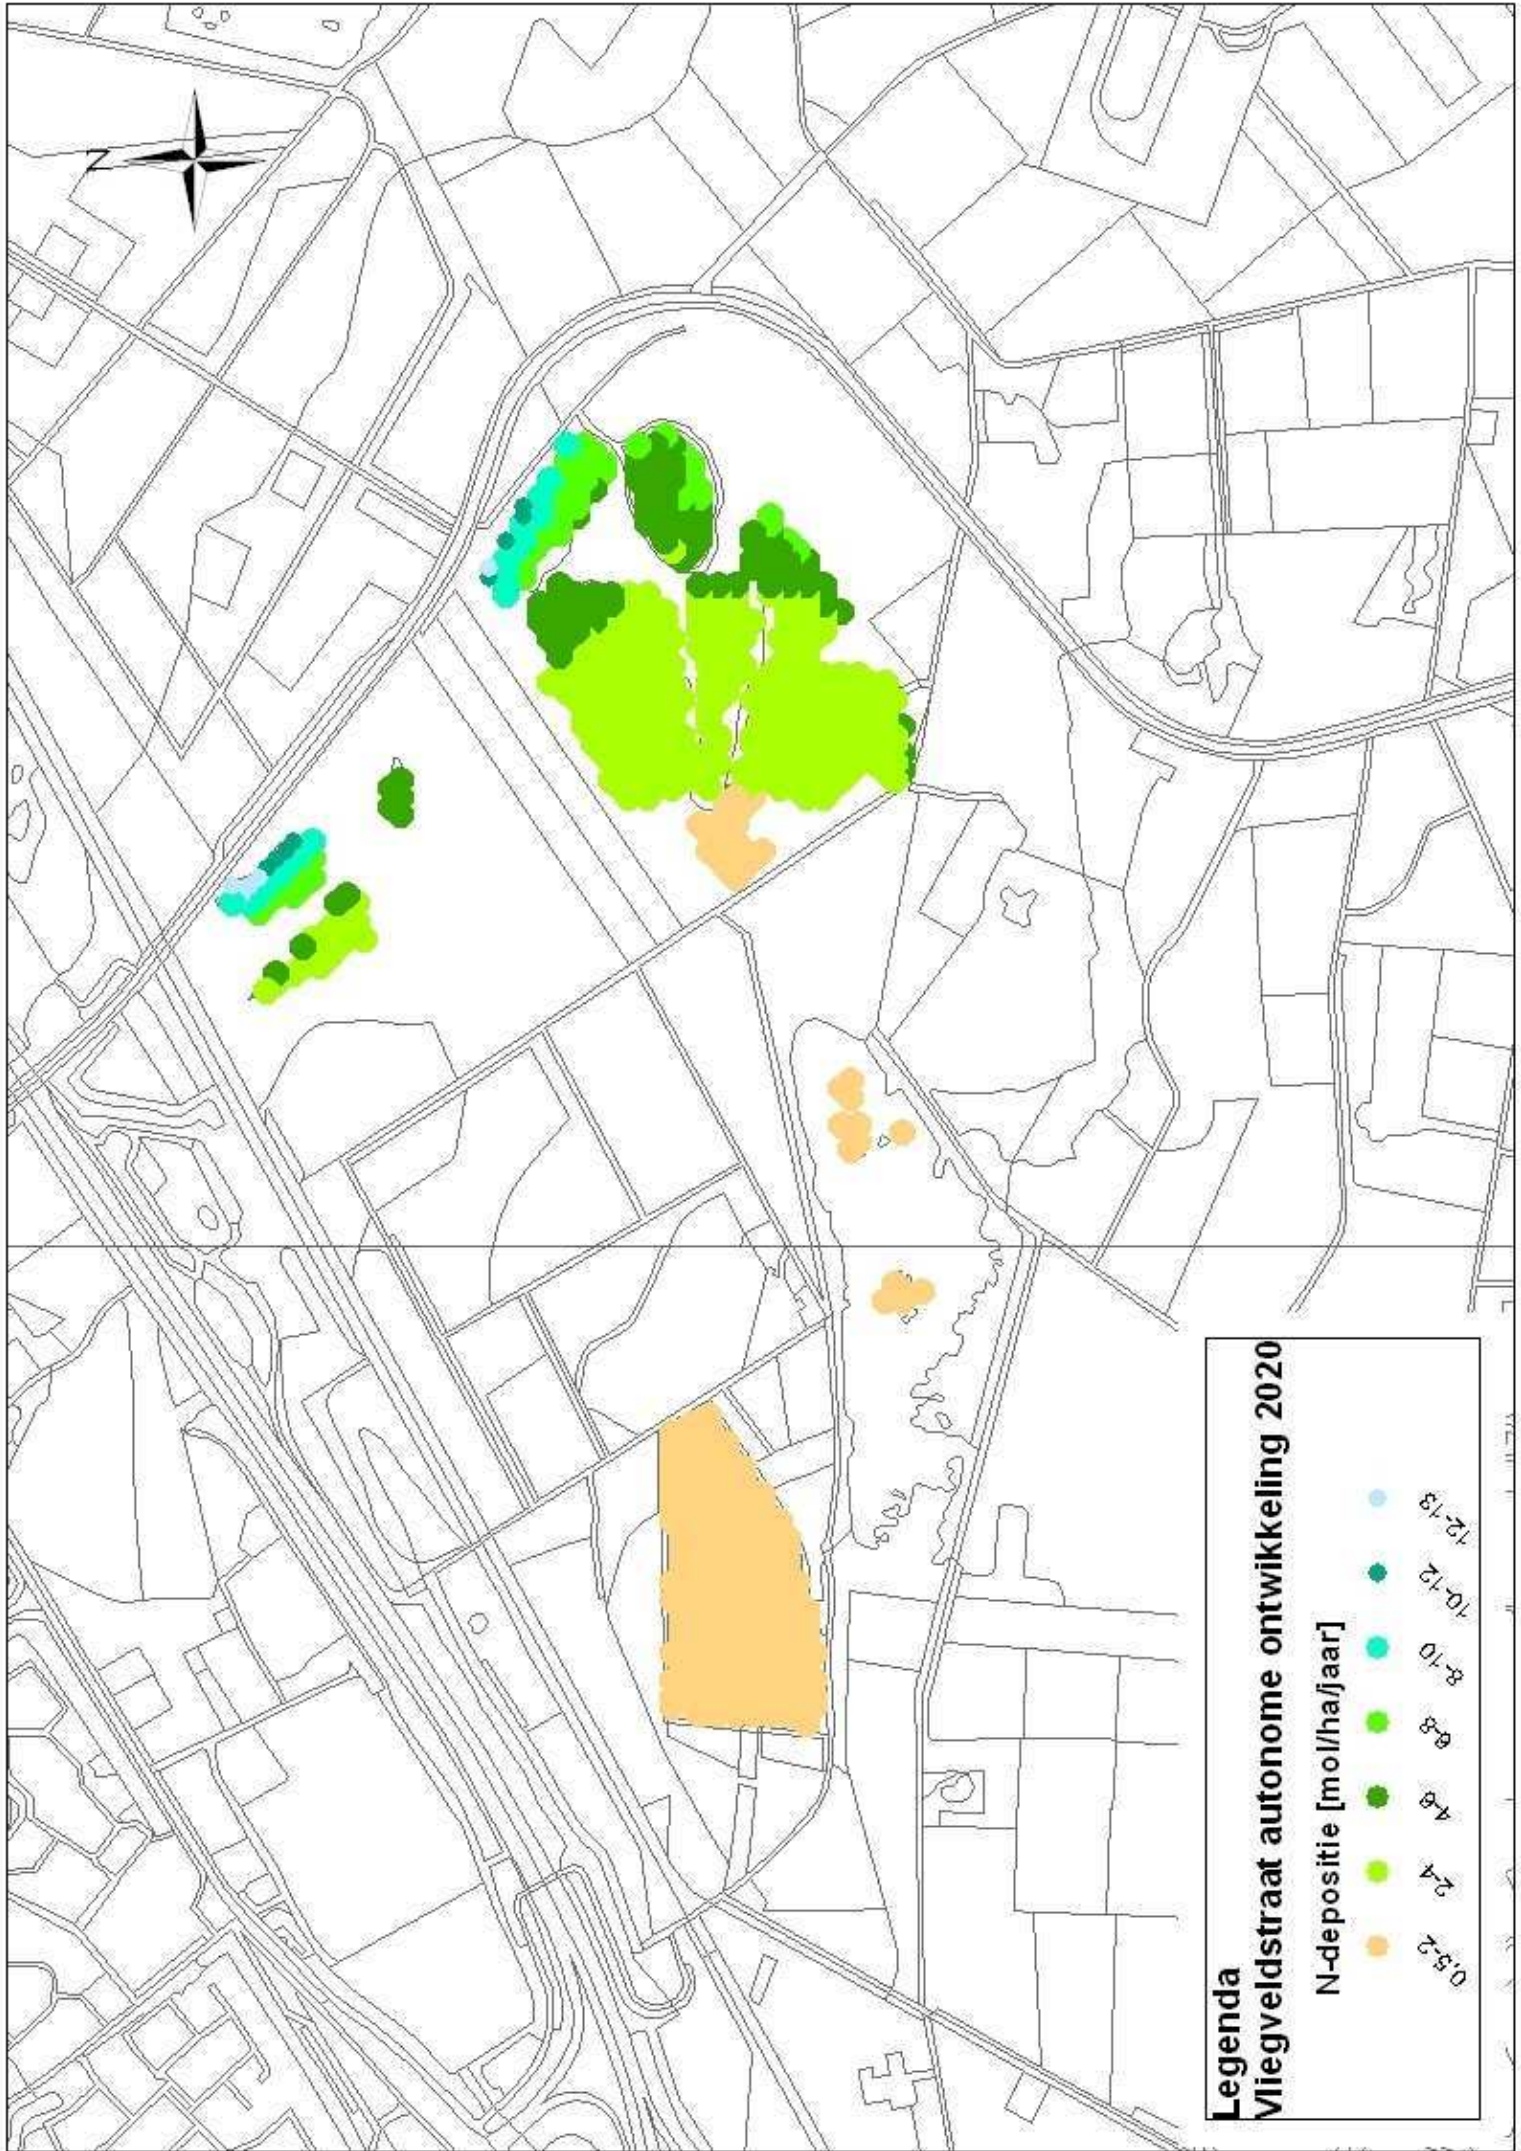 N
Legenda
Vliegveldstraat autonome ontwikkeling 2020
N-depositie [mol/ha/jaar]
0,5-2
2-4
4-6
6-8
8-10
10-12
12-13